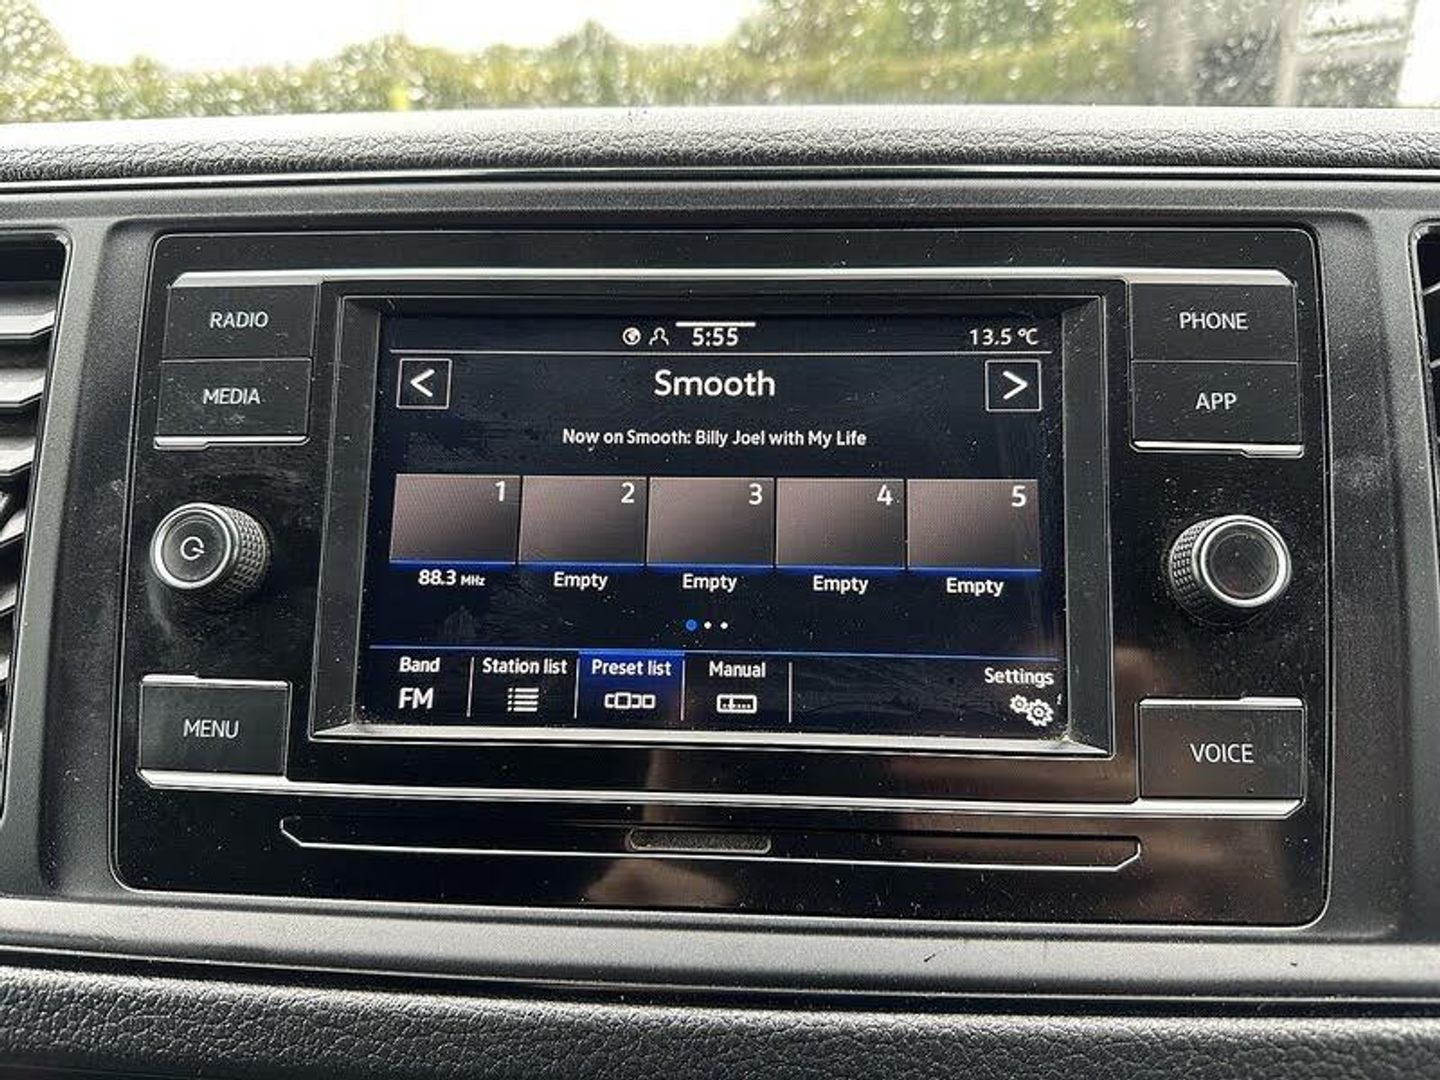 RADIO
MEDIA
MENU
5:55
13.5 °C
<
Smooth
>
Now on Smooth: Billy Joel with My Life
1
2
3
4
5
88.3 MHz
Empty
Empty
Empty
Empty
Band
FM
Station list
Preset list
Manual
Settings
PHONE
APP
VOICE